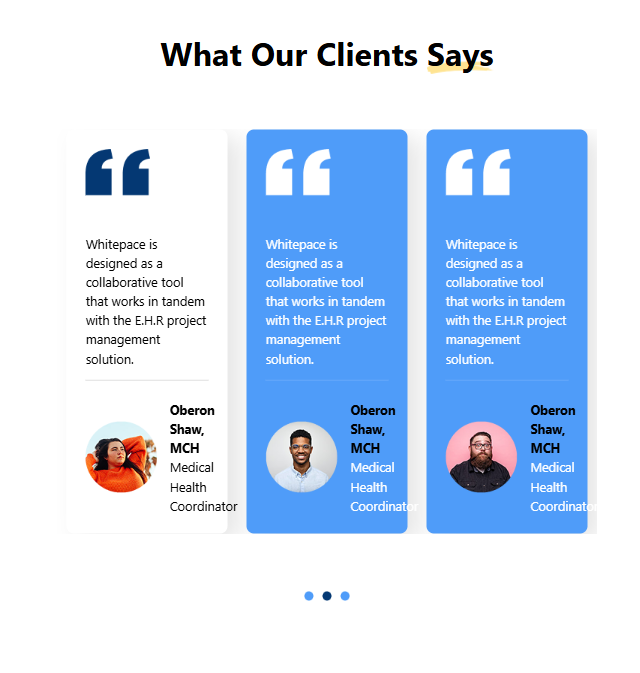 What Our Clients Says
Whitepace is
designed as a
collaborative tool
that works in tandem
with the E.H.R project
management
solution.
Oberon
Shaw,
MCH
Medical
Health
Coordinator
Whitepace is
designed as a
collaborative tool
that works in tandem
with the E.H.R project
management
solution.
Oberon
Shaw,
MCH
Medical
Health
Coordinator
Whitepace is
designed as a
collaborative tool
that works in tandem
with the E.H.R project
management
solution.
Oberon
Shaw,
MCH
Medical
Health
Coordinator